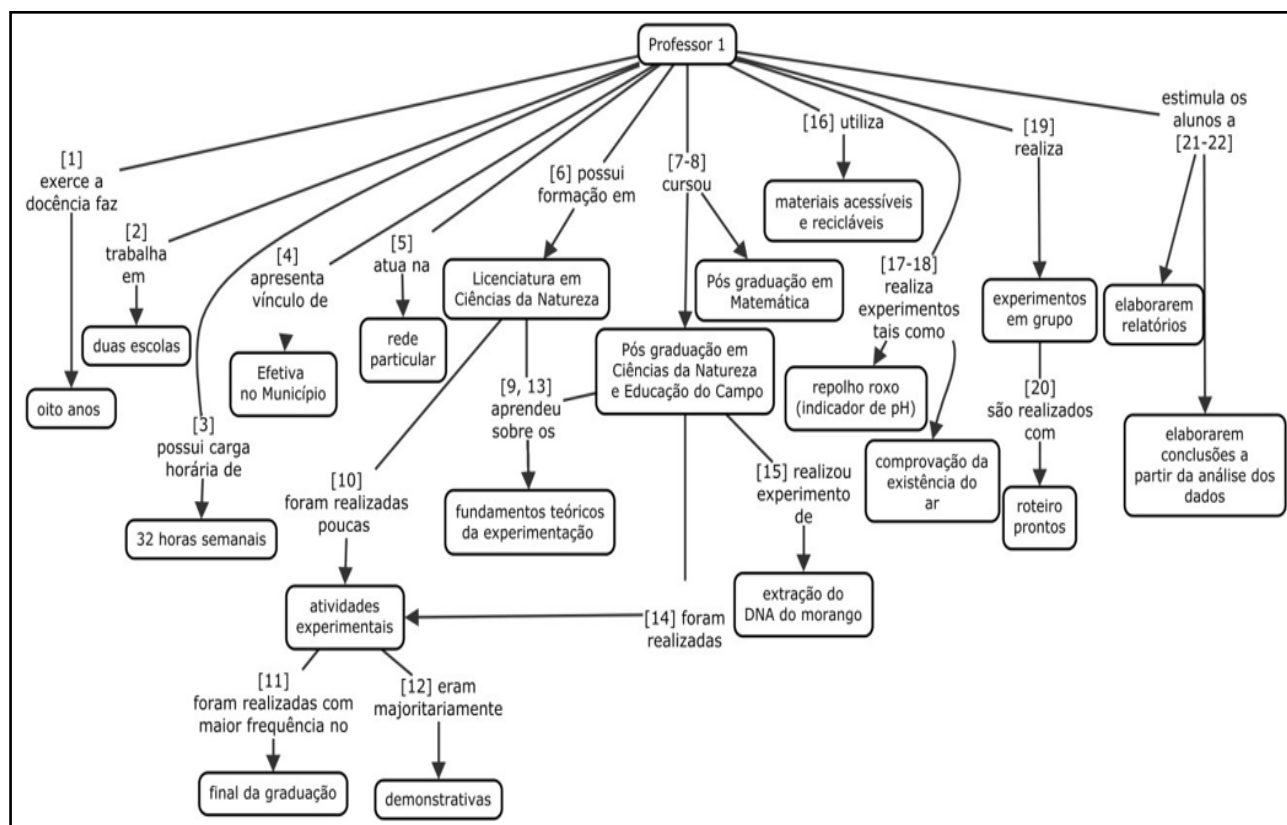 Professor 1
[1]
exerce a
docência faz
oito anos
[2]
trabalha
em
duas escolas
[3]
possui carga
horária de
32 horas semanais
[4]
apresenta
vínculo de
Efetiva
no Município
[5]
atua na
rede
particular
[6] possui
formação em
Licenciatura em
Ciências da Natureza
[7-8]
cursou
Pós graduação em
Matemática
Pós graduação em
Ciências da Natureza
e Educação do Campo
[9, 13]
aprendeu
sobre os
fundamentos teóricos
da experimentação
[10]
foram realizadas
poucas
atividades
experimentais
[11]
foram realizadas com
maior frequência no
final da graduação
[12] eram
majoritariamente
demonstrativas
[14] foram
realizadas
[15] realizou
experimento
de
extração do
DNA do morango
[16] utiliza
materiais acessíveis
e recicláveis
[17-18]
realiza
experimentos
tais como
repolho roxo
(indicador de pH)
comprovação da
existência do
ar
[19]
realiza
experimentos
em grupo
[20]
são realizados
com
roteiro
prontos
estimula os
alunos a
[21-22]
elaborarem
relatórios
elaborarem
conclusões a
partir da análise dos
dados